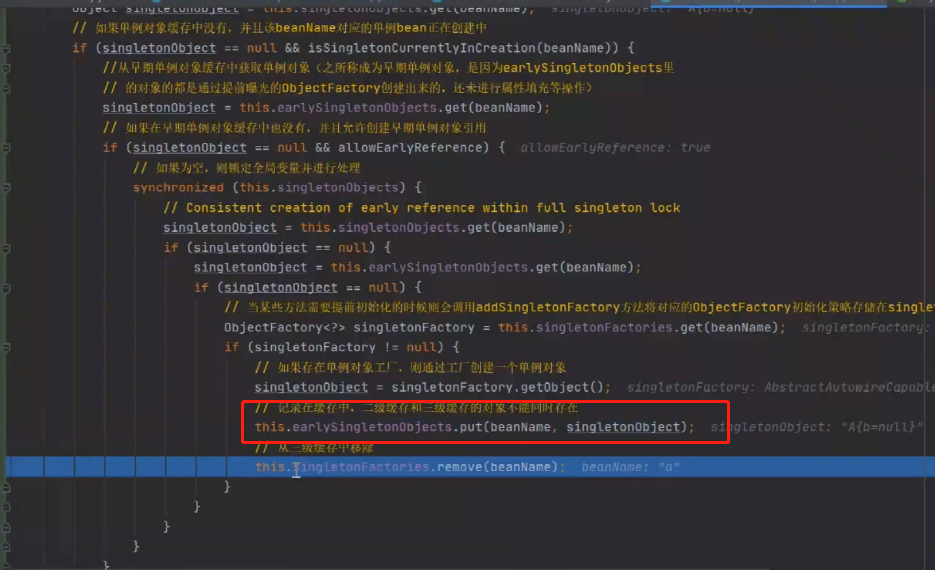 Object singletonObject = this.singletonObjects.get(beanName);  singletonObject: "A{b=null}"
// 如果单例对象缓存中没有，并且该beanName对应的单例bean正在创建中
if (singletonObject == null && isSingletonCurrentlyInCreation(beanName)) {
//从早期单例对象缓存中获取单例对象（之所称成为早期单例对象，是因为earlySingletonObjects里
// 的对象的都是通过提前曝光的ObjectFactory创建出来的，还未进行属性填充等操作）
singletonObject = this.earlySingletonObjects.get(beanName);
// 如果在早期单例对象缓存中也没有，并且允许创建早期单例对象引用
if (singletonObject == null && allowEarlyReference) {  allowEarlyReference: true
// 如果为空，则锁定全局变量并进行处理
synchronized (this.singletonObjects) {
// Consistent creation of early reference within full singleton lock
singletonObject = this.singletonObjects.get(beanName);
if (singletonObject == null) {
singletonObject = this.earlySingletonObjects.get(beanName);
if (singletonObject == null) {
// 当某些方法需要提前初始化的时候则会调用addSingletonFactory方法将对应的ObjectFactory初始化策略存储在singlet
ObjectFactory<?> singletonFactory = this.singletonFactories.get(beanName);  singletonFactory:
if (singletonFactory != null) {
// 如果存在单例对象工厂，则通过工厂创建一个单例对象
singletonObject = singletonFactory.getObject();  singletonFactory: AbstractAutowireCapable
// 记录在缓存中，二级缓存和三级缓存的对象不能同时存在
this.earlySingletonObjects.put(beanName, singletonObject);  singletonObject: "A{b=null}"
// 从三级缓存中移除
this.singletonFactories.remove(beanName);  beanName: "a"
}
}
}
}
}